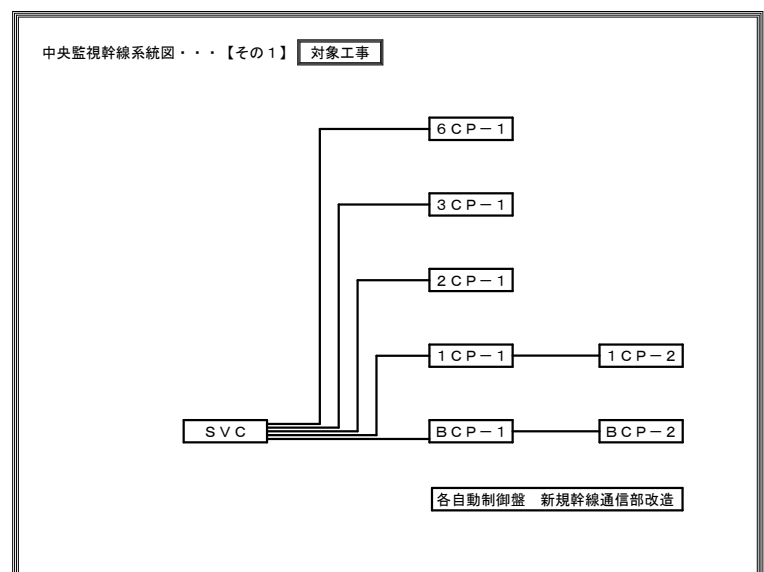 中央監視幹線系統図・・・【その1】 対象工事
6CP－1
3CP－1
2CP－1
1CP－1 1CP－2
SVC BCP－1 BCP－2
各自動制御盤　新規幹線通信部改造